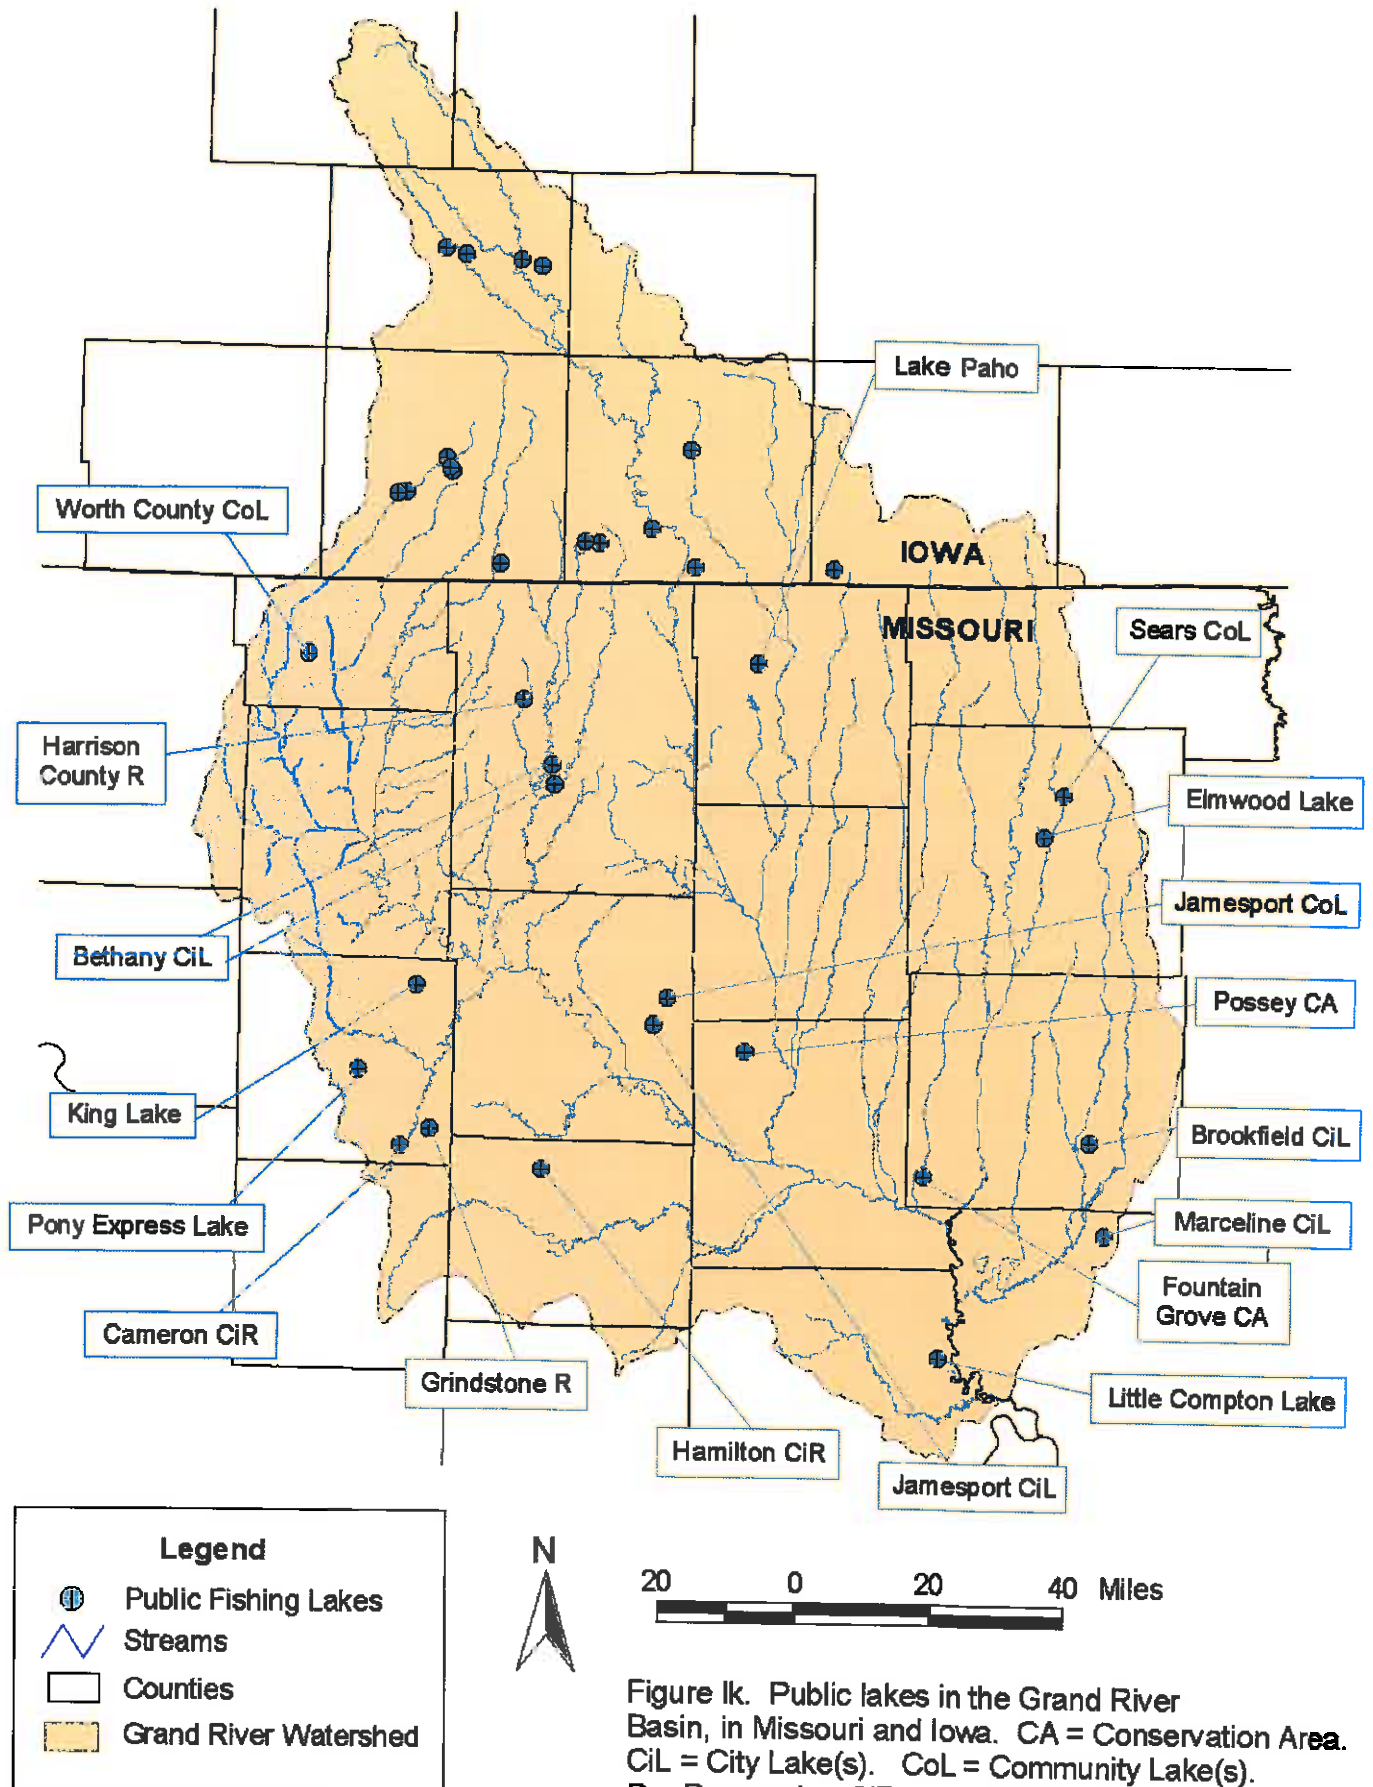 Lake Paho
Worth County CoL
IOWA
MISSOURI
Sears CoL
Harrison
County R
Elmwood Lake
Jamesport CoL
Bethany CiL
Possey CA
King Lake
Brookfield CiL
Pony Express Lake
Marceline CiL
Fountain
Grove CA
Cameron CiR
Grindstone R
Little Compton Lake
Hamilton CiR
Jamesport CiL
Legend
Public Fishing Lakes
Streams
Counties
Grand River Watershed
N
20 0 20 40 Miles
Figure Ik. Public lakes in the Grand River
Basin, in Missouri and Iowa. CA = Conservation Area.
CiL = City Lake(s). CoL = Community Lake(s).